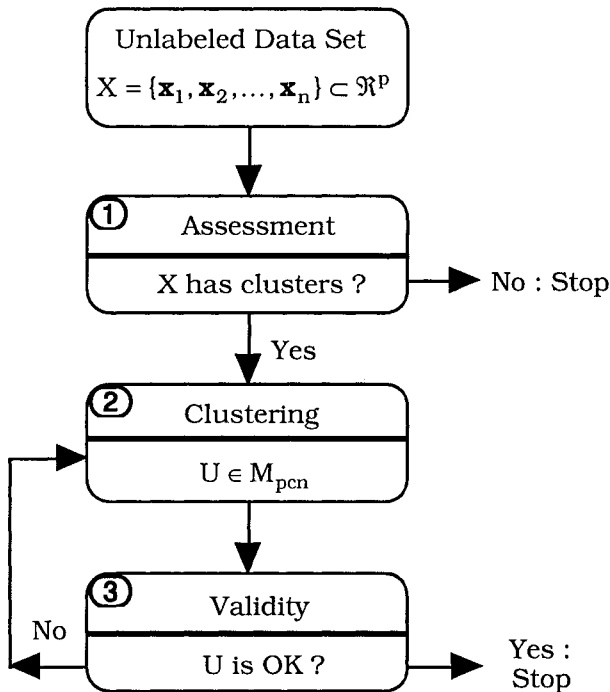 Unlabeled Data Set
X = {x₁, x₂, ..., xₙ} ⊂ ℜᵖ
1
Assessment
X has clusters ?
No : Stop
Yes
2
Clustering
U ∈ M_pcn
3
Validity
No
U is OK ?
Yes :
Stop